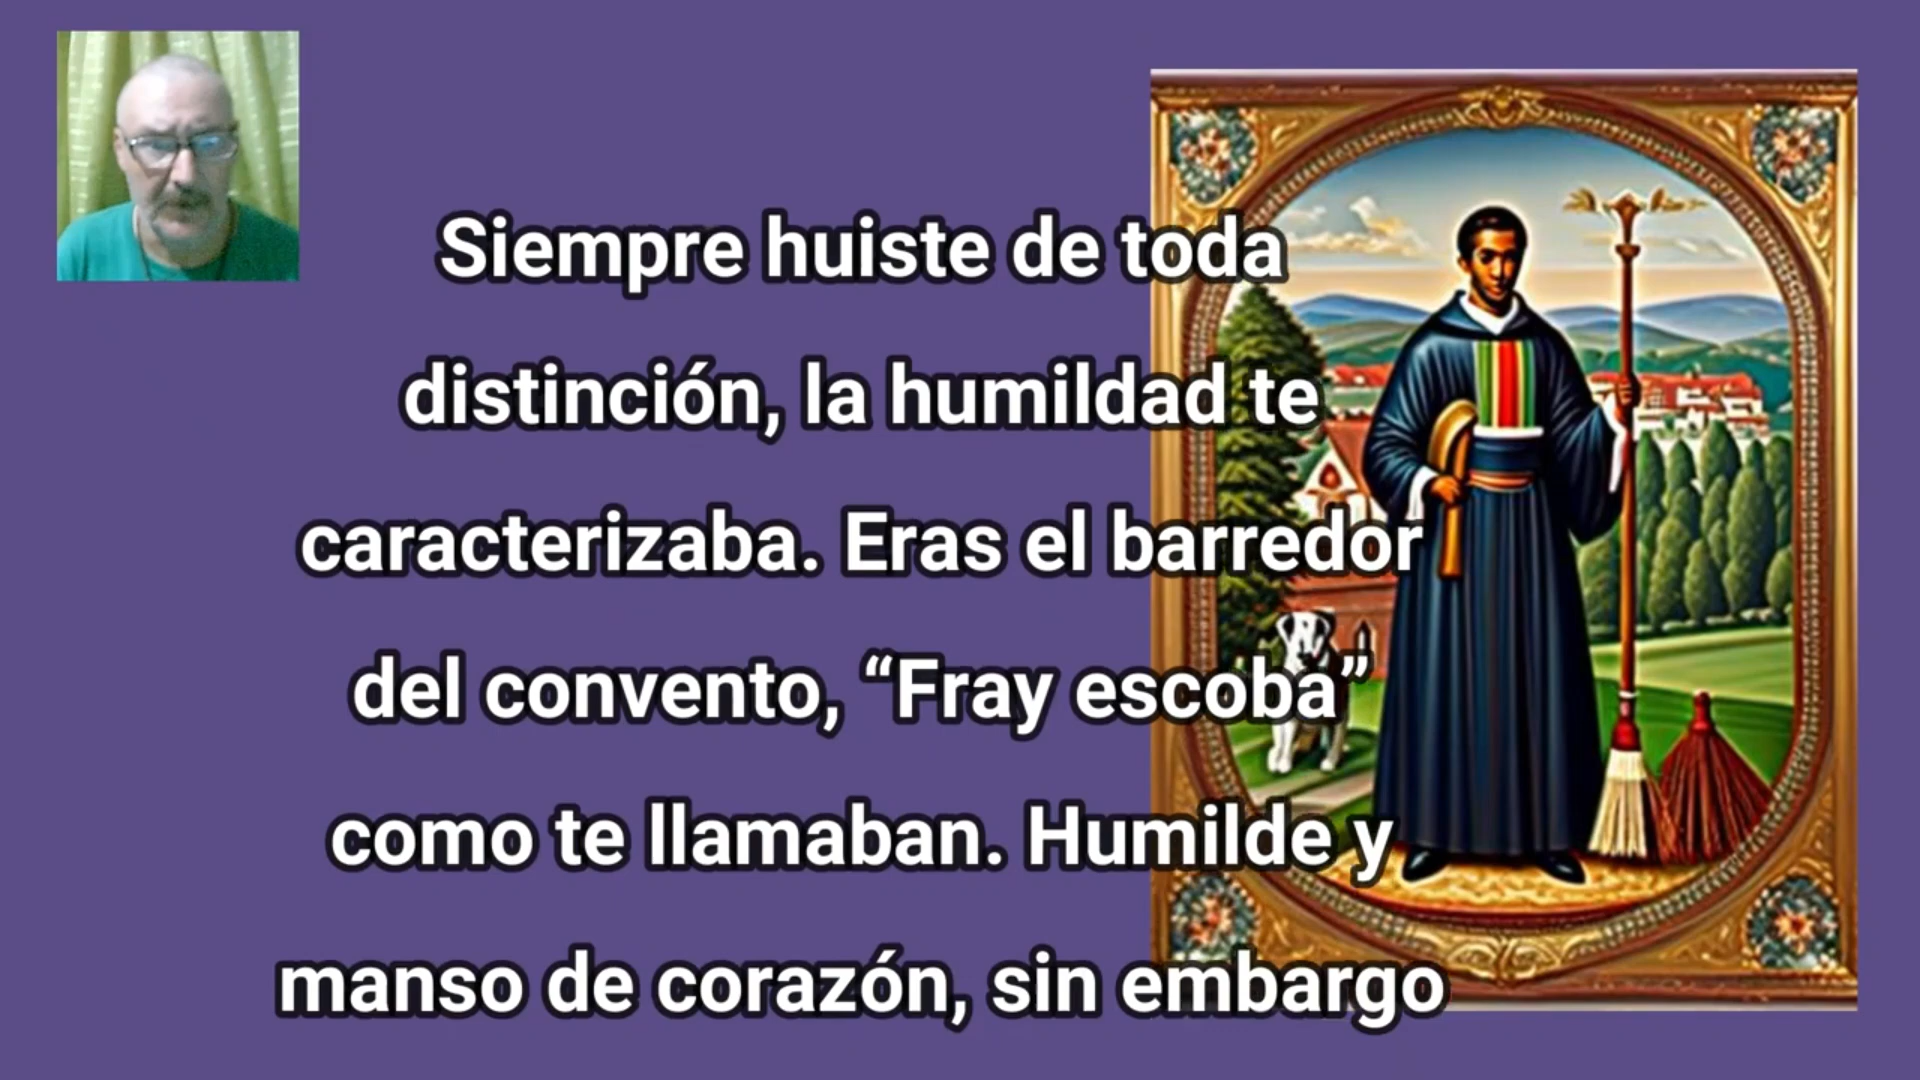 Siempre huiste de toda
distinción, la humildad te
caracterizaba. Eras el barredor
del convento, “Fray escoba”
como te llamaban. Humilde y
manso de corazón, sin embargo